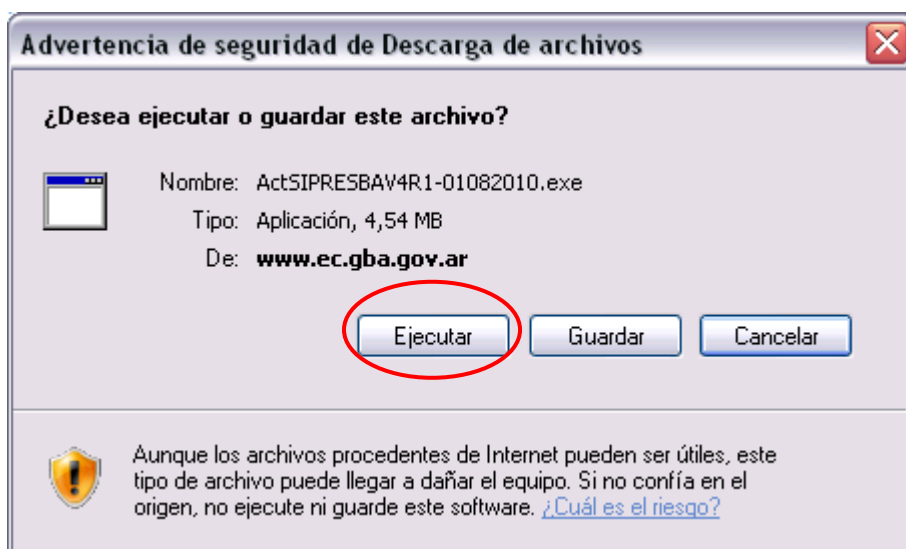 Advertencia de seguridad de Descarga de archivos
¿Desea ejecutar o guardar este archivo?
Nombre: ActSIPRESBAV4R1-01082010.exe
Tipo: Aplicación, 4,54 MB
De: www.ec.gba.gov.ar
Ejecutar Guardar Cancelar
Aunque los archivos procedentes de Internet pueden ser útiles, este
tipo de archivo puede llegar a dañar el equipo. Si no confía en el
origen, no ejecute ni guarde este software. ¿Cuál es el riesgo?